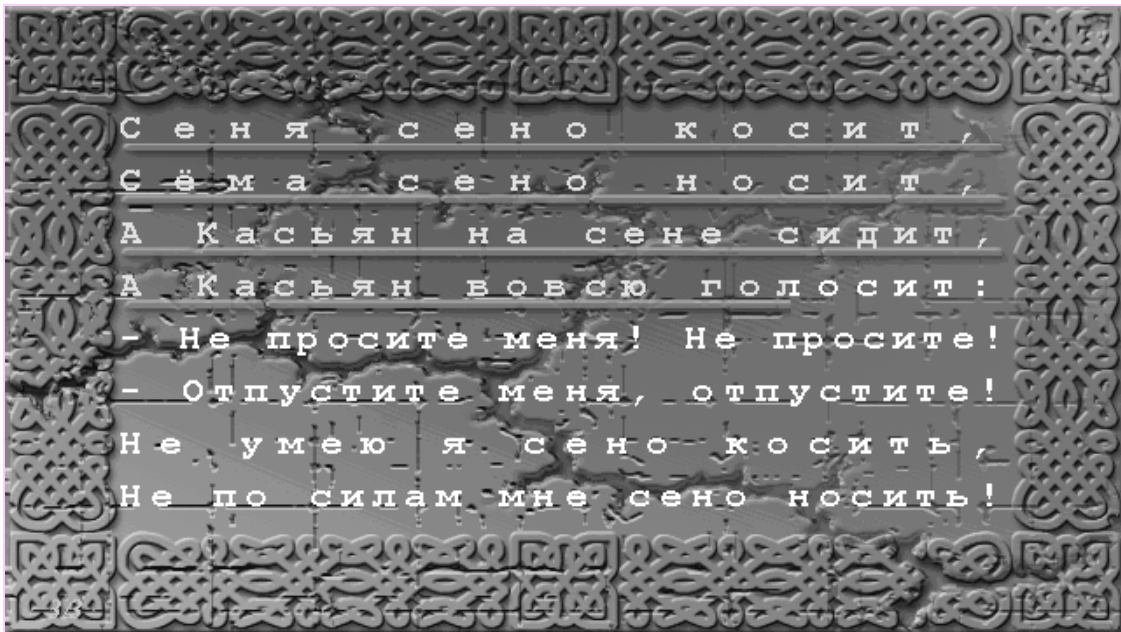 Сеня сено косит,
Сёма сено носит,
А Касьян на сене сидит,
А Касьян вовсю голосит:
- Не просите меня! Не просите!
- Отпустите меня, отпустите!
Не умею я сено косить,
Не по силам мне сено носить!